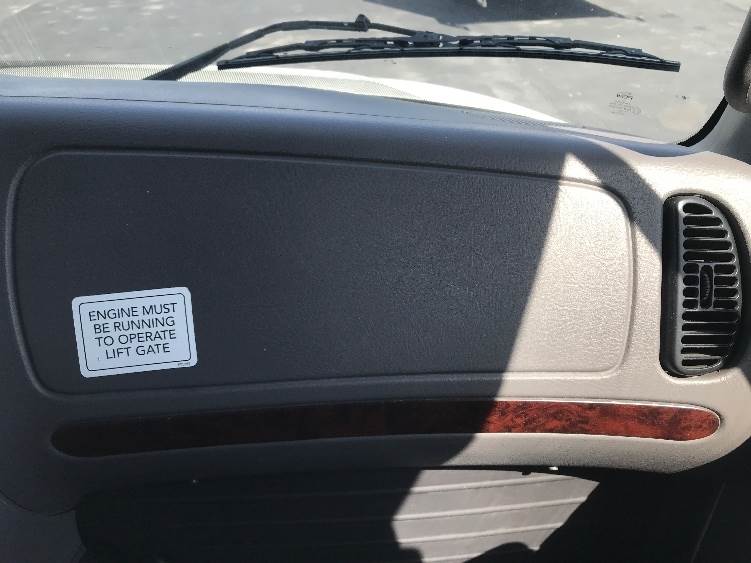 ENGINE MUST
BE RUNNING
TO OPERATE
LIFT GATE